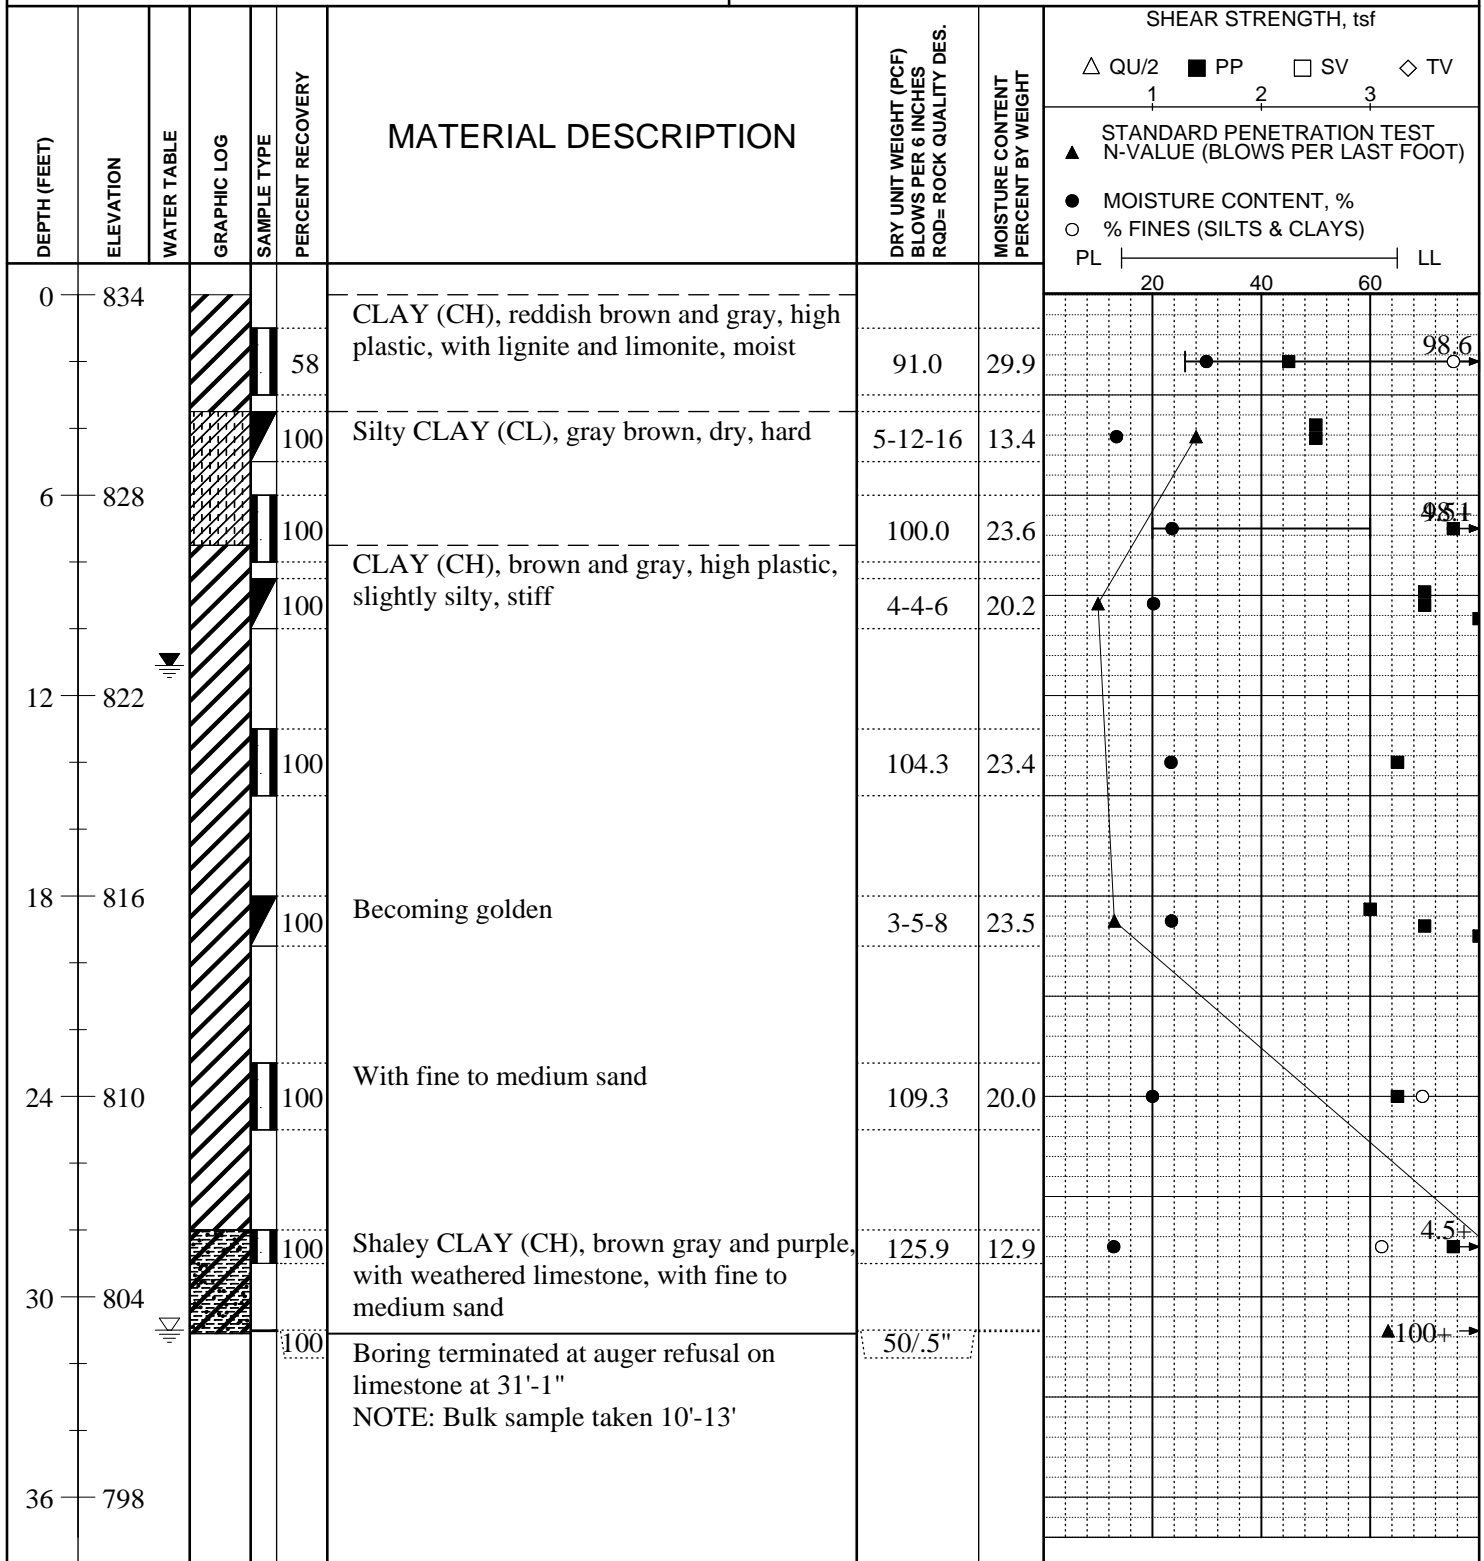 SHEAR STRENGTH, tsf
QU/2 PP SV TV
1 2 3
STANDARD PENETRATION TEST
N-VALUE (BLOWS PER LAST FOOT)
MOISTURE CONTENT, %
% FINES (SILTS & CLAYS)
PL LL
20 40 60
DEPTH (FEET)
ELEVATION
WATER TABLE
GRAPHIC LOG
SAMPLE TYPE
PERCENT RECOVERY
MATERIAL DESCRIPTION
DRY UNIT WEIGHT (PCF)
BLOWS PER 6 INCHES
RQD= ROCK QUALITY DES.
MOISTURE CONTENT
PERCENT BY WEIGHT
0 834
CLAY (CH), reddish brown and gray, high
plastic, with lignite and limonite, moist
58 91.0 29.9 98.6
100 Silty CLAY (CL), gray brown, dry, hard 5-12-16 13.4
6 828
100 100.0 23.6
CLAY (CH), brown and gray, high plastic,
slightly silty, stiff
100 4-4-6 20.2
12 822
100 104.3 23.4
18 816
100 Becoming golden 3-5-8 23.5
With fine to medium sand
24 810 100 109.3 20.0
100 Shaley CLAY (CH), brown gray and purple, 125.9 12.9 4.5+
with weathered limestone, with fine to
medium sand
30 804
100 50/.5" 100+
Boring terminated at auger refusal on
limestone at 31'-1"
NOTE: Bulk sample taken 10'-13'
36 798